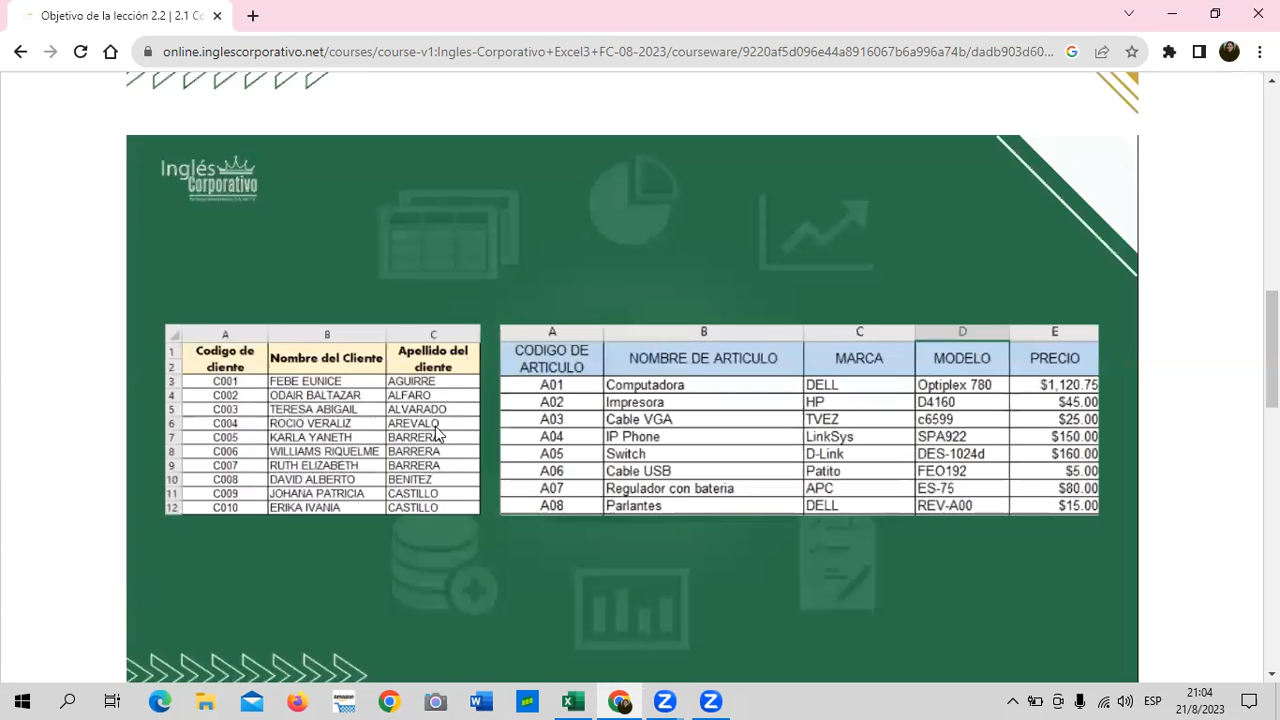 Objetivo de la lección 2.2 | 2.1 Co
online.inglescorporativo.net/courses/course-v1:Ingles-Corporativo+Excel3+FC-08-2023/courseware/9220af5d096e44a8916067b6a996a74b/dadb903d60...
Inglés
Corporativo
A B C
1 Codigo de cliente Nombre del Cliente Apellido del cliente
2
3 C001 FEBE EUNICE AGUIRRE
4 C002 ODAIR BALTAZAR ALFARO
5 C003 TERESA ABIGAIL ALVARADO
6 C004 ROCIO VERALIZ AREVALO
7 C005 KARLA YANETH BARRERA
8 C006 WILLIAMS RIQUELME BARRERA
9 C007 RUTH ELIZABETH BARRERA
10 C008 DAVID ALBERTO BENITEZ
11 C009 JOHANA PATRICIA CASTILLO
12 C010 ERIKA IVANIA CASTILLO
A B C D E
CODIGO DE ARTICULO NOMBRE DE ARTICULO MARCA MODELO PRECIO
A01 Computadora DELL Optiplex 780 $1,120.75
A02 Impresora HP D4160 $45.00
A03 Cable VGA TVEZ c6599 $25.00
A04 IP Phone LinkSys SPA922 $150.00
A05 Switch D-Link DES-1024d $160.00
A06 Cable USB Patito FEO192 $5.00
A07 Regulador con bateria APC ES-75 $80.00
A08 Parlantes DELL REV-A00 $15.00
amazon
ESP
21:04
21/8/2023